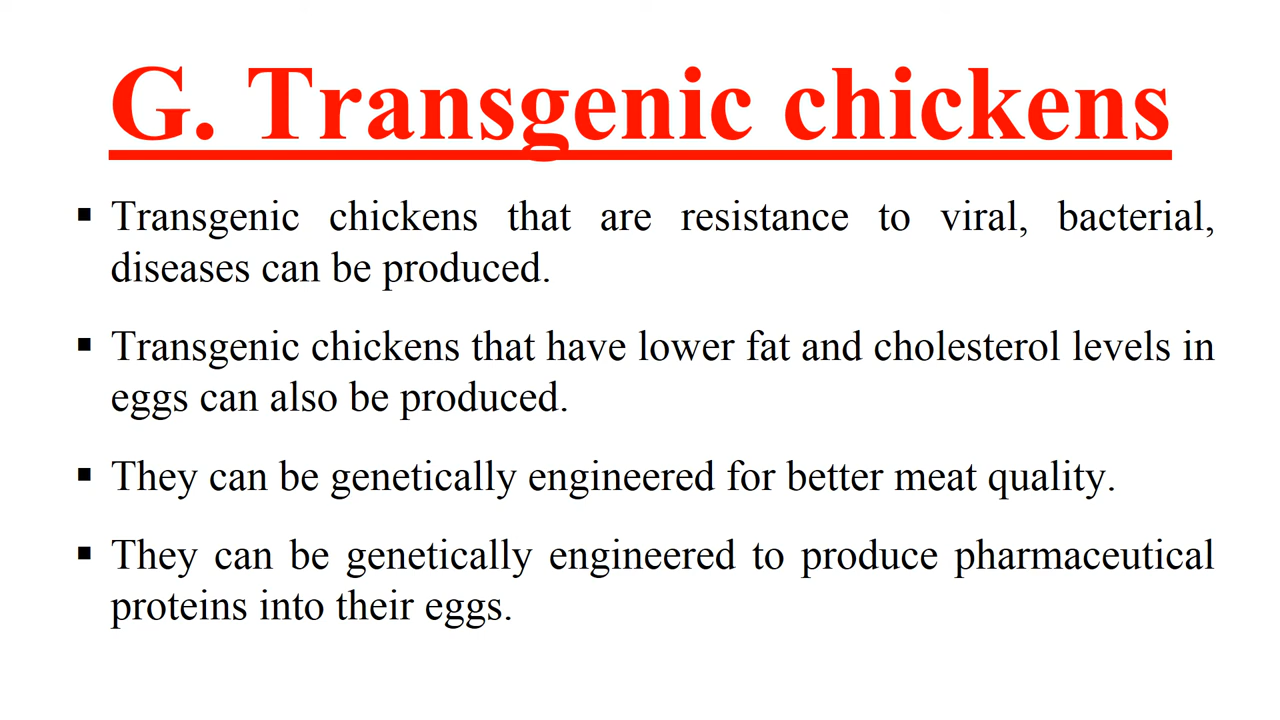 G. Transgenic chickens
▪ Transgenic chickens that are resistance to viral, bacterial,
diseases can be produced.
▪ Transgenic chickens that have lower fat and cholesterol levels in
eggs can also be produced.
▪ They can be genetically engineered for better meat quality.
▪ They can be genetically engineered to produce pharmaceutical
proteins into their eggs.